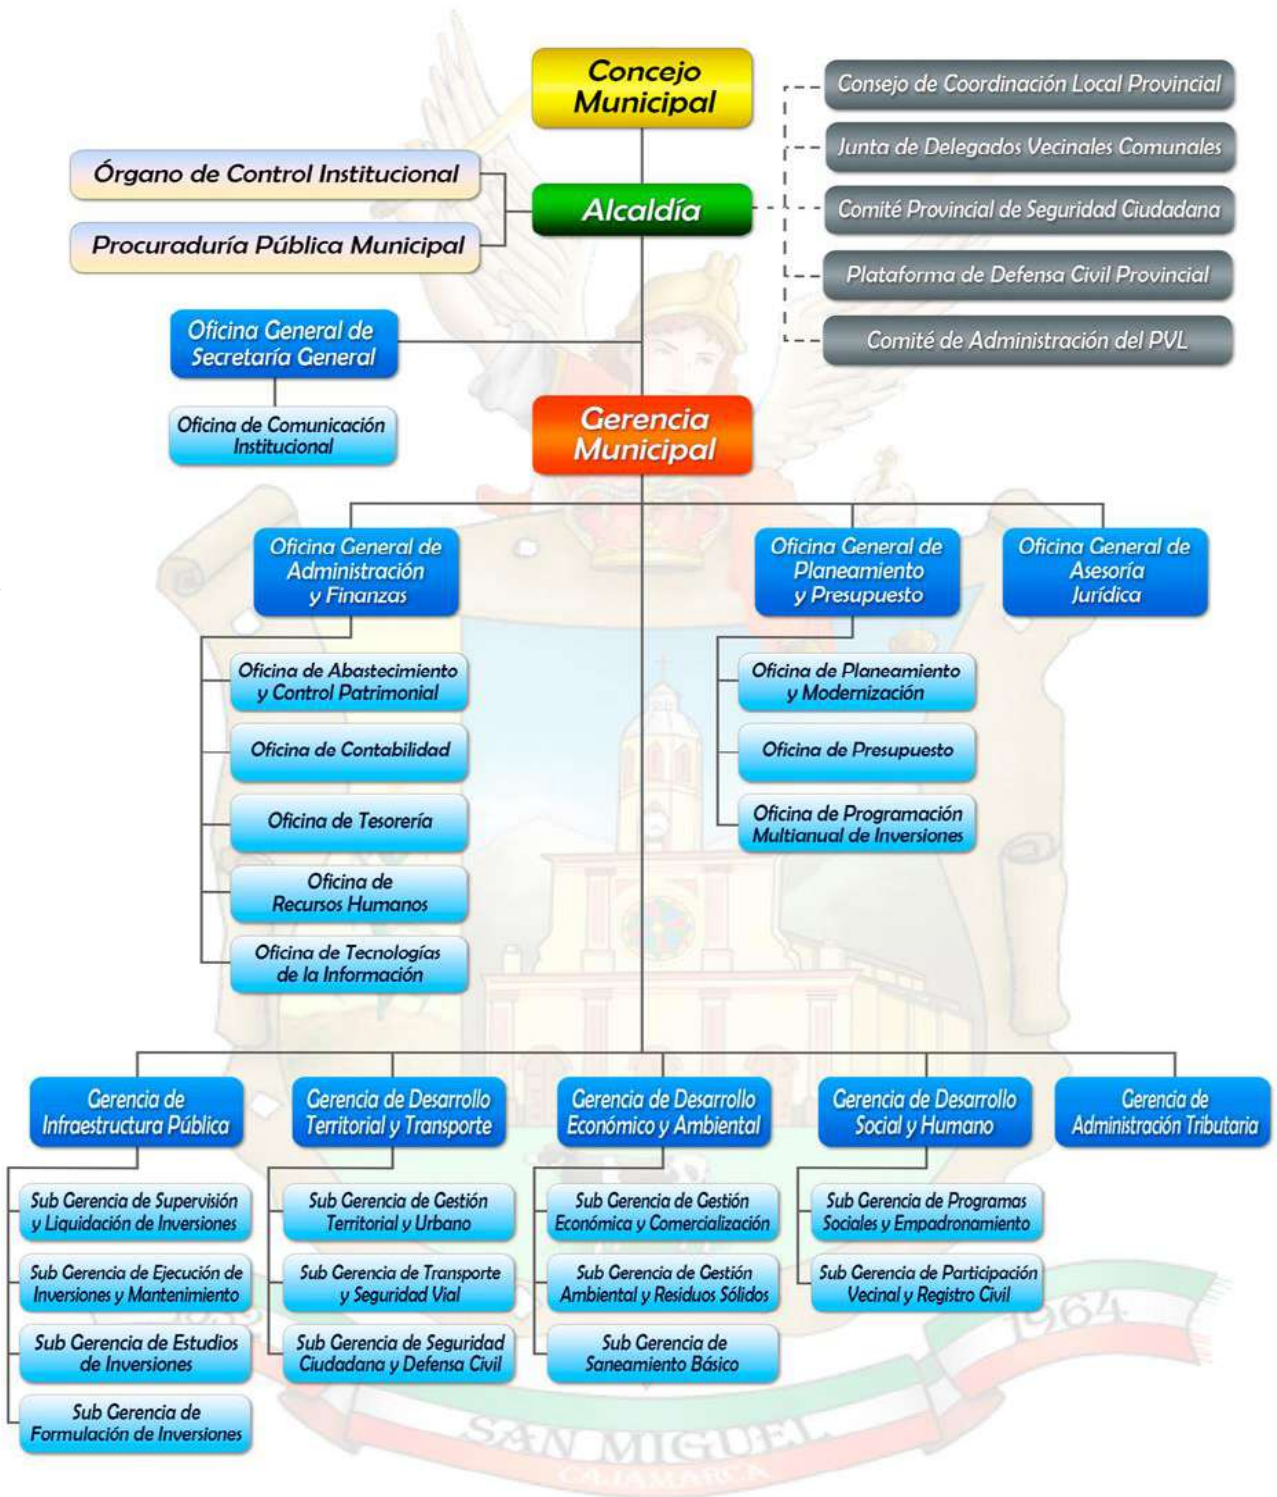 Concejo
Municipal
Consejo de Coordinación Local Provincial
Junta de Delegados Vecinales Comunales
Órgano de Control Institucional
Alcaldía
Comité Provincial de Seguridad Ciudadana
Procuraduría Pública Municipal
Plataforma de Defensa Civil Provincial
Oficina General de
Secretaría General
Comité de Administración del PVL
Oficina de Comunicación
Institucional
Gerencia
Municipal
Oficina General de
Administración
y Finanzas
Oficina General de
Planeamiento
y Presupuesto
Oficina General de
Asesoría
Jurídica
Oficina de Abastecimiento
y Control Patrimonial
Oficina de Contabilidad
Oficina de Tesorería
Oficina de
Recursos Humanos
Oficina de Tecnologías
de la Información
Oficina de Planeamiento
y Modernización
Oficina de Presupuesto
Oficina de Programación
Multianual de Inversiones
Gerencia de
Infraestructura Pública
Gerencia de Desarrollo
Territorial y Transporte
Gerencia de Desarrollo
Económico y Ambiental
Gerencia de Desarrollo
Social y Humano
Gerencia de
Administración Tributaria
Sub Gerencia de Supervisión
y Liquidación de Inversiones
Sub Gerencia de Ejecución de
Inversiones y Mantenimiento
Sub Gerencia de Estudios
de Inversiones
Sub Gerencia de
Formulación de Inversiones
Sub Gerencia de Gestión
Territorial y Urbano
Sub Gerencia de Transporte
y Seguridad Vial
Sub Gerencia de Seguridad
Ciudadana y Defensa Civil
Sub Gerencia de Gestión
Económica y Comercialización
Sub Gerencia de Gestión
Ambiental y Residuos Sólidos
Sub Gerencia de
Saneamiento Básico
Sub Gerencia de Programas
Sociales y Empadronamiento
Sub Gerencia de Participación
Vecinal y Registro Civil
1964
SAN MIGUEL
CAJAMARCA